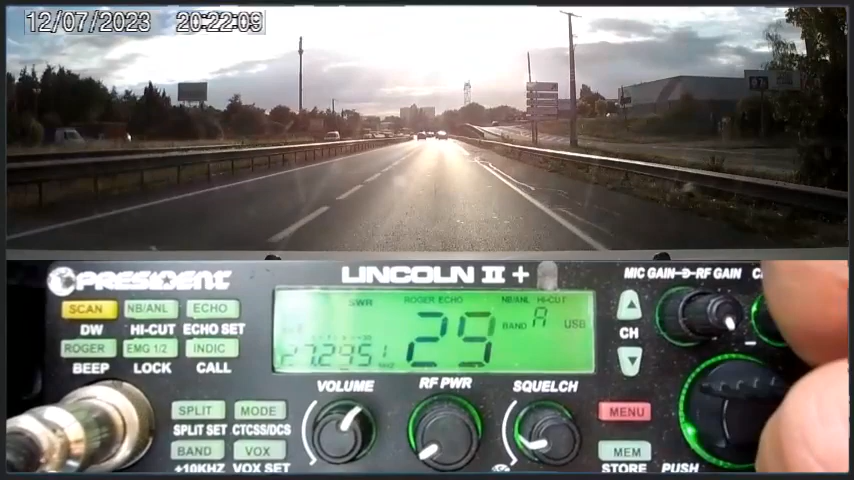 12/07/2023 20:22:09
PRESIDENT LINCOLN II + MIC GAIN RF GAIN
SCAN NB/ANL ECHO
DW HI-CUT ECHO SET
ROGER EMG 1/2 INDIC
BEEP LOCK CALL
SWR ROGER ECHO NB/ANL HI-CUT
29 BAND A USB
27.295 MHZ
CH
VOLUME RF PWR SQUELCH
SPLIT MODE
SPLIT SET CTCSS/DCS
BAND VOX
+10KHZ VOX SET
MENU
MEM
STORE PUSH